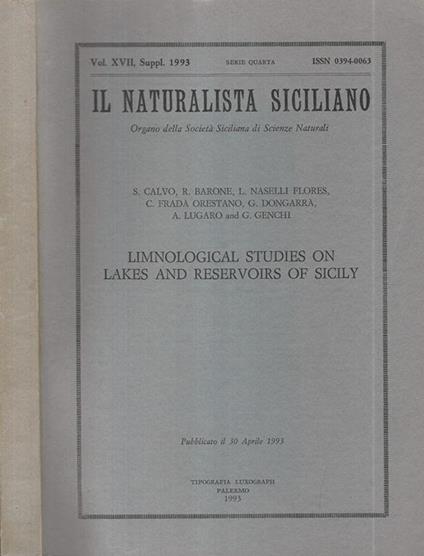 Vol. XVII, Suppl. 1993 SERIE QUARTA ISSN 0394-0063
IL NATURALISTA SICILIANO
Organo della Società Siciliana di Scienze Naturali
S. CALVO, R. BARONE, L. NASELLI FLORES,
C. FRADÀ ORESTANO, G. DONGARRÀ,
A. LUGARO and G. GENCHI
LIMNOLOGICAL STUDIES ON
LAKES AND RESERVOIRS OF SICILY
Pubblicato il 30 Aprile 1993
TIPOGRAFIA LUXOGRAPH
PALERMO
1993